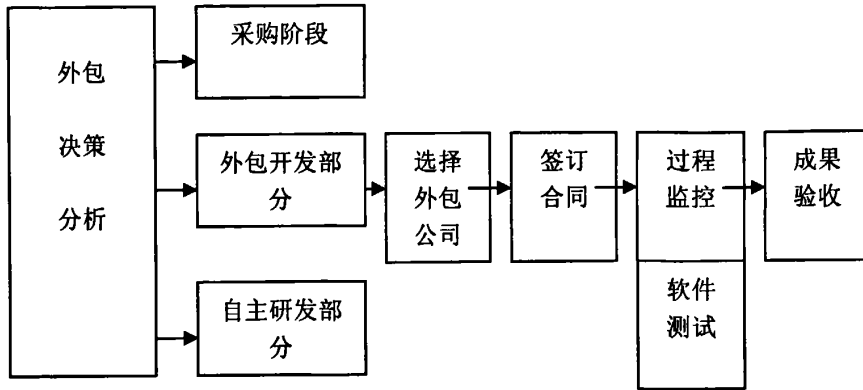 外包
决策
分析
采购阶段
外包开发部
分
自主研发部
分
选择
外包
公司
签订
合同
过程
监控
软件
测试
成果
验收